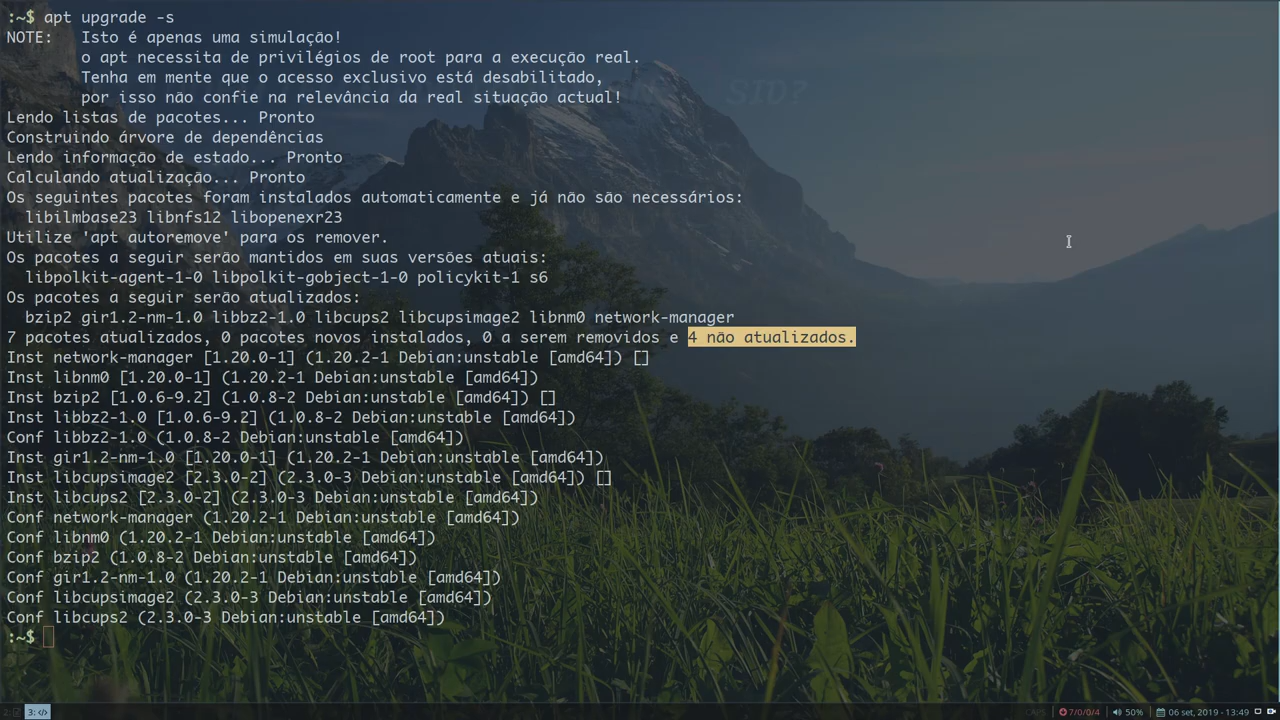 :~$ apt upgrade -s
NOTE: Isto é apenas uma simulação!
o apt necessita de privilégios de root para a execução real.
Tenha em mente que o acesso exclusivo está desabilitado,
por isso não confie na relevância da real situação actual!
SID?
Lendo listas de pacotes... Pronto
Construindo árvore de dependências
Lendo informação de estado... Pronto
Calculando atualização... Pronto
Os seguintes pacotes foram instalados automaticamente e já não são necessários:
libilmbase23 libnfs12 libopenexr23
Utilize 'apt autoremove' para os remover.
Os pacotes a seguir serão mantidos em suas versões atuais:
libpolkit-agent-1-0 libpolkit-gobject-1-0 policykit-1 s6
Os pacotes a seguir serão atualizados:
bzip2 gir1.2-nm-1.0 libbz2-1.0 libcups2 libcupsimage2 libnm0 network-manager
7 pacotes atualizados, 0 pacotes novos instalados, 0 a serem removidos e 4 não atualizados.
Inst network-manager [1.20.0-1] (1.20.2-1 Debian:unstable [amd64]) []
Inst libnm0 [1.20.0-1] (1.20.2-1 Debian:unstable [amd64])
Inst bzip2 [1.0.6-9.2] (1.0.8-2 Debian:unstable [amd64]) []
Inst libbz2-1.0 [1.0.6-9.2] (1.0.8-2 Debian:unstable [amd64])
Conf libbz2-1.0 (1.0.8-2 Debian:unstable [amd64])
Inst gir1.2-nm-1.0 [1.20.0-1] (1.20.2-1 Debian:unstable [amd64])
Inst libcupsimage2 [2.3.0-2] (2.3.0-3 Debian:unstable [amd64]) []
Inst libcups2 [2.3.0-2] (2.3.0-3 Debian:unstable [amd64])
Conf network-manager (1.20.2-1 Debian:unstable [amd64])
Conf libnm0 (1.20.2-1 Debian:unstable [amd64])
Conf bzip2 (1.0.8-2 Debian:unstable [amd64])
Conf gir1.2-nm-1.0 (1.20.2-1 Debian:unstable [amd64])
Conf libcupsimage2 (2.3.0-3 Debian:unstable [amd64])
Conf libcups2 (2.3.0-3 Debian:unstable [amd64])
:~$
2: 3: </> CAPS 7/0/0/4 50% 06 set, 2019 - 13:49